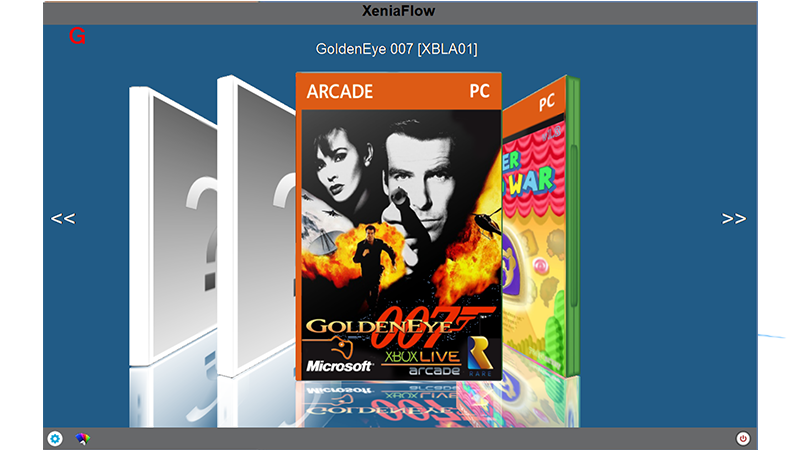 XeniaFlow
G
GoldenEye 007 [XBLA01]
ARCADE PC
PC
ER
WAR
<< >>
GOLDENEYE 007
Microsoft XBOX LIVE arcade RARE